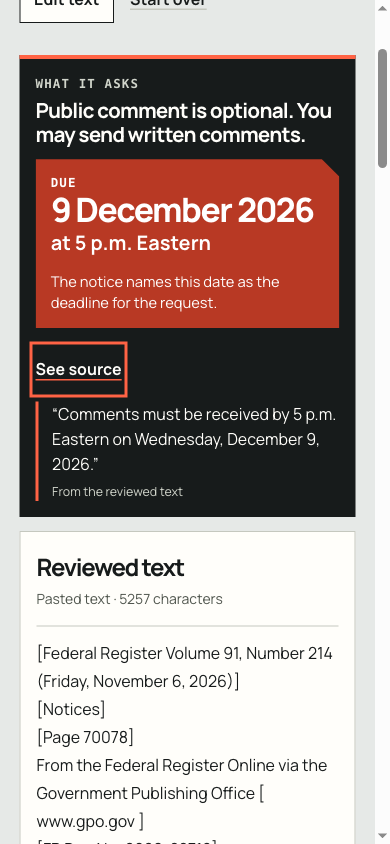 Edit text Start over
WHAT IT ASKS
Public comment is optional. You
may send written comments.
DUE
9 December 2026
at 5 p.m. Eastern
The notice names this date as the
deadline for the request.
See source
“Comments must be received by 5 p.m.
Eastern on Wednesday, December 9,
2026.”
From the reviewed text
Reviewed text
Pasted text · 5257 characters
[Federal Register Volume 91, Number 214
(Friday, November 6, 2026)]
[Notices]
[Page 70078]
From the Federal Register Online via the
Government Publishing Office [
www.gpo.gov ]